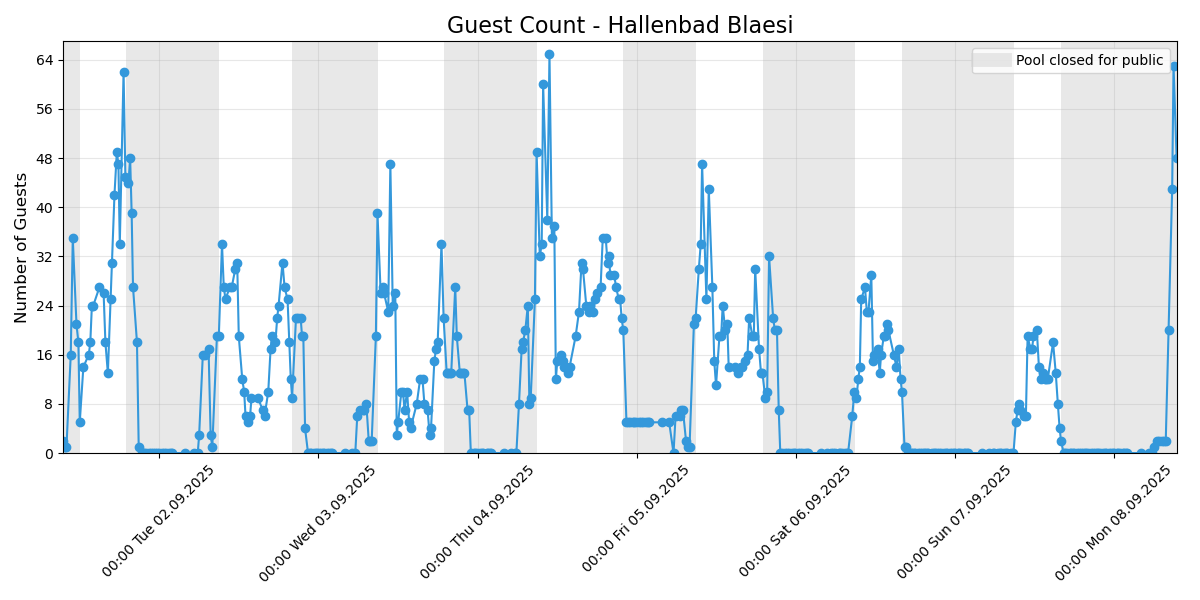 Guest Count - Hallenbad Blaesi
Pool closed for public
Number of Guests
64
56
48
40
32
24
16
8
0
00:00 Tue 02.09.2025
00:00 Wed 03.09.2025
00:00 Thu 04.09.2025
00:00 Fri 05.09.2025
00:00 Sat 06.09.2025
00:00 Sun 07.09.2025
00:00 Mon 08.09.2025